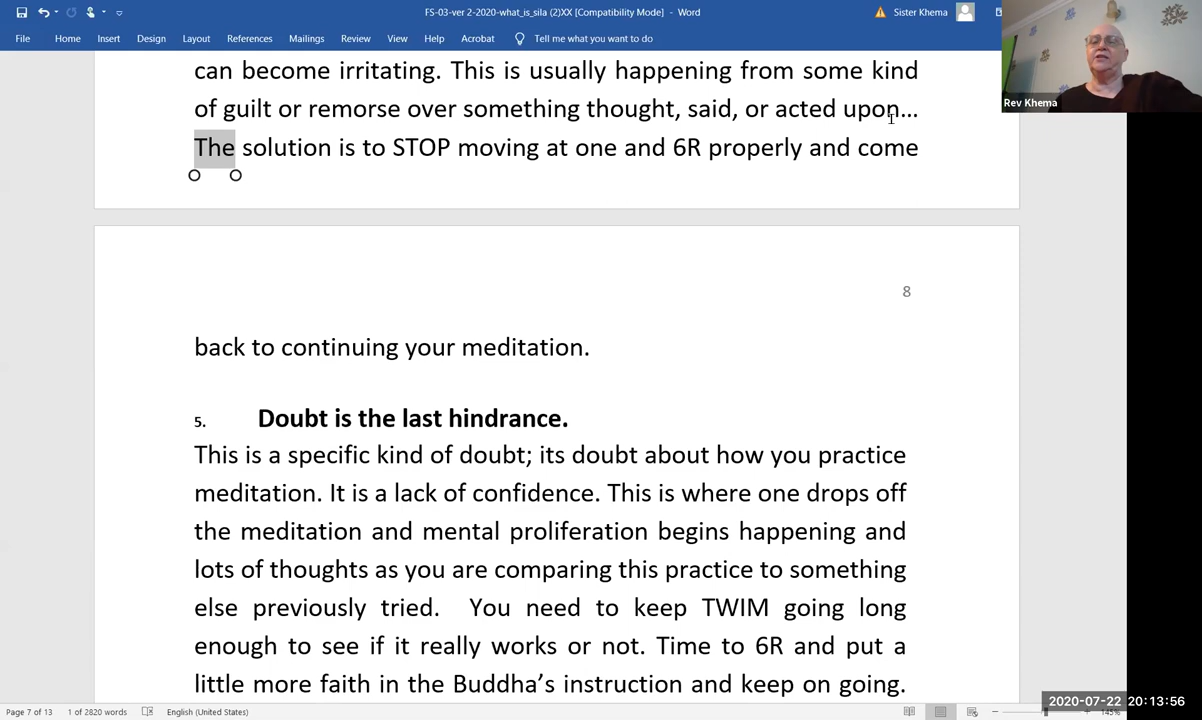 FS-03-ver 2-2020-what_is_sila (2)XX [Compatibility Mode] - Word
Sister Khema
File Home Insert Design Layout References Mailings Review View Help Acrobat Tell me what you want to do
Rev Khema
can become irritating. This is usually happening from some kind
of guilt or remorse over something thought, said, or acted upon…
The solution is to STOP moving at one and 6R properly and come
8
back to continuing your meditation.
5. Doubt is the last hindrance.
This is a specific kind of doubt; its doubt about how you practice
meditation. It is a lack of confidence. This is where one drops off
the meditation and mental proliferation begins happening and
lots of thoughts as you are comparing this practice to something
else previously tried. You need to keep TWIM going long
enough to see if it really works or not. Time to 6R and put a
little more faith in the Buddha’s instruction and keep on going.
2020-07-22 20:13:56
Page 7 of 13 1 of 2820 words English (United States) 145%